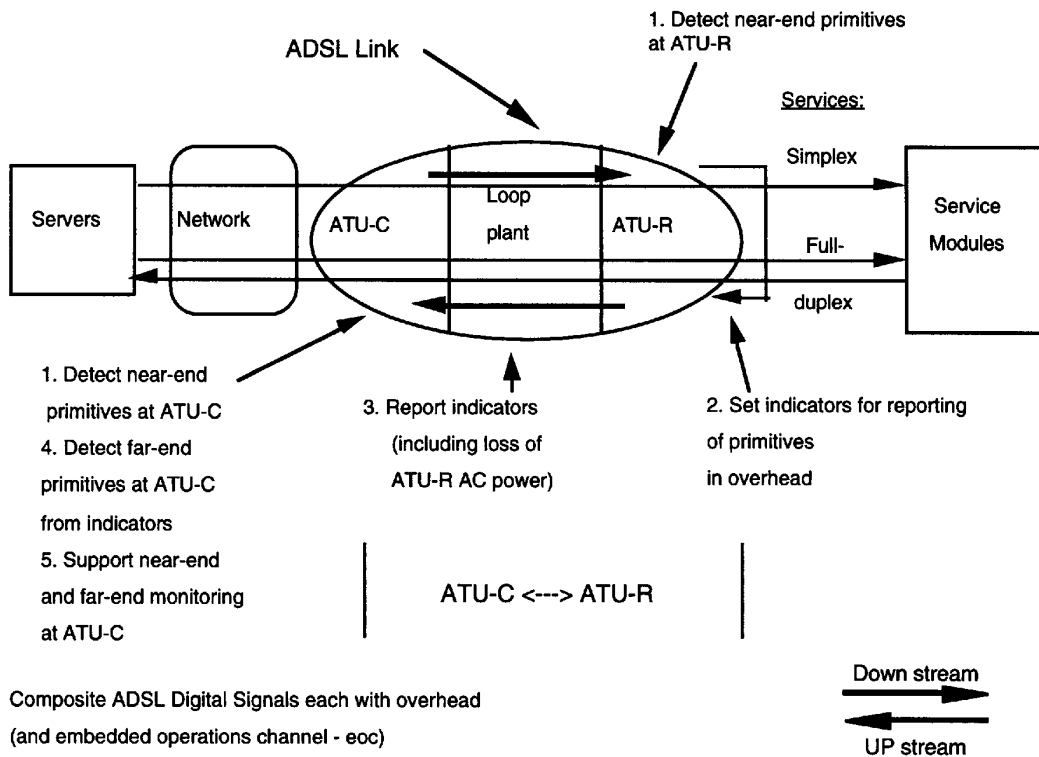 1. Detect near-end primitives
at ATU-R
ADSL Link
Services:
Simplex
Servers
Network
ATU-C
Loop
plant
ATU-R
Full-
duplex
Service
Modules
1. Detect near-end
primitives at ATU-C
4. Detect far-end
primitives at ATU-C
from indicators
5. Support near-end
and far-end monitoring
at ATU-C
3. Report indicators
(including loss of
ATU-R AC power)
2. Set indicators for reporting
of primitives
in overhead
ATU-C <---> ATU-R
Composite ADSL Digital Signals each with overhead
(and embedded operations channel - eoc)
Down stream
UP stream